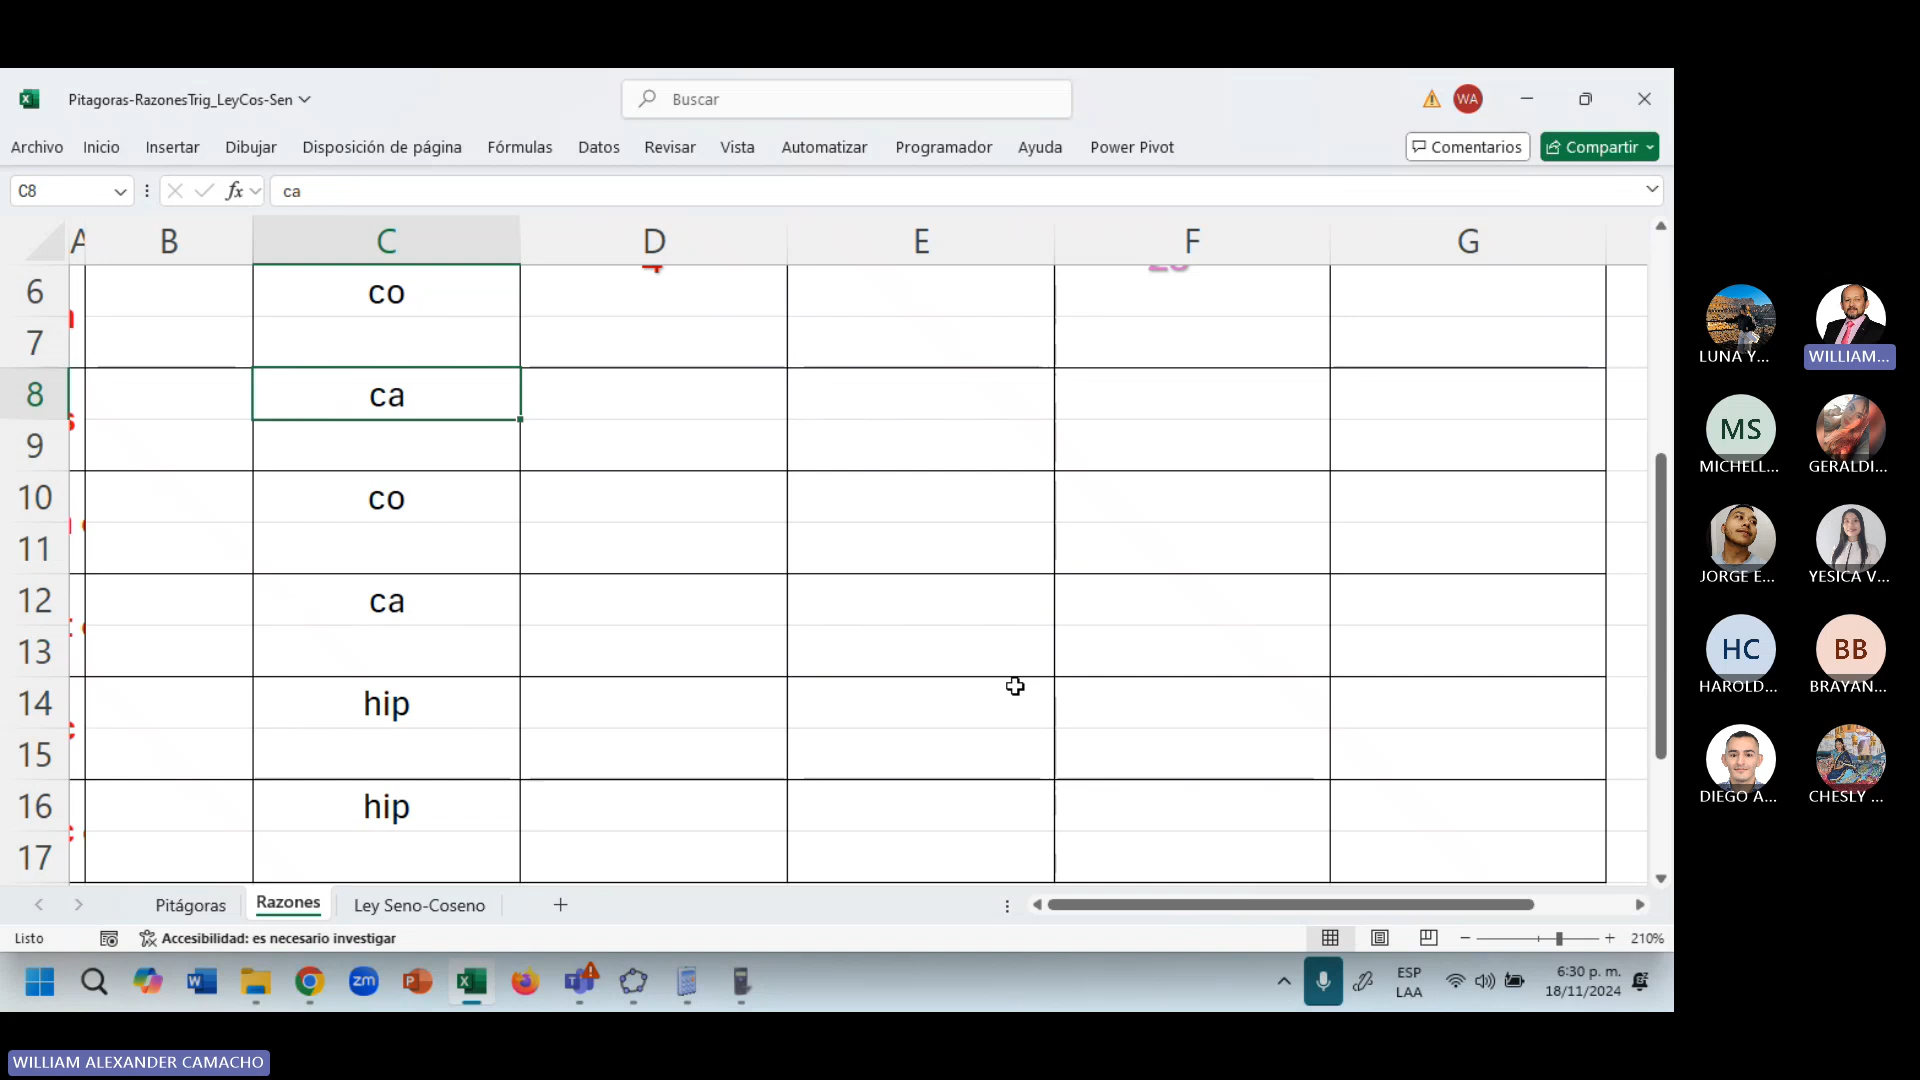 Pitagoras-RazonesTrig_LeyCos-Sen
Buscar
WA
Archivo Inicio Insertar Dibujar Disposición de página Fórmulas Datos Revisar Vista Automatizar Programador Ayuda Power Pivot
Comentarios Compartir
C8 fx ca
A B C D E F G
6 co
7
8 ca
9
10 co
11
12 ca
13
14 hip
15
16 hip
17
Pitágoras Razones Ley Seno-Coseno
Listo Accesibilidad: es necesario investigar 210%
zm
ESP
LAA
6:30 p. m.
18/11/2024
LUNA Y... WILLIAM...
MS
MICHELL... GERALDI...
JORGE E... YESICA V...
HC BB
HAROLD... BRAYAN...
DIEGO A... CHESLY ...
WILLIAM ALEXANDER CAMACHO